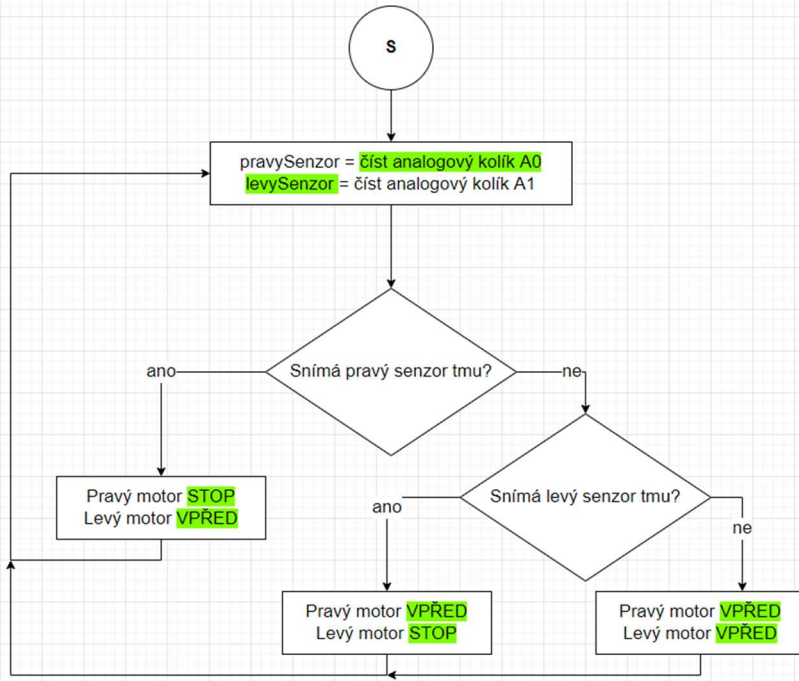 S
pravySenzor = číst analogový kolík A0
levySenzor = číst analogový kolík A1
Snímá pravý senzor tmu?
ano
ne
Pravý motor STOP
Levý motor VPŘED
Snímá levý senzor tmu?
ano
ne
Pravý motor VPŘED
Levý motor STOP
Pravý motor VPŘED
Levý motor VPŘED